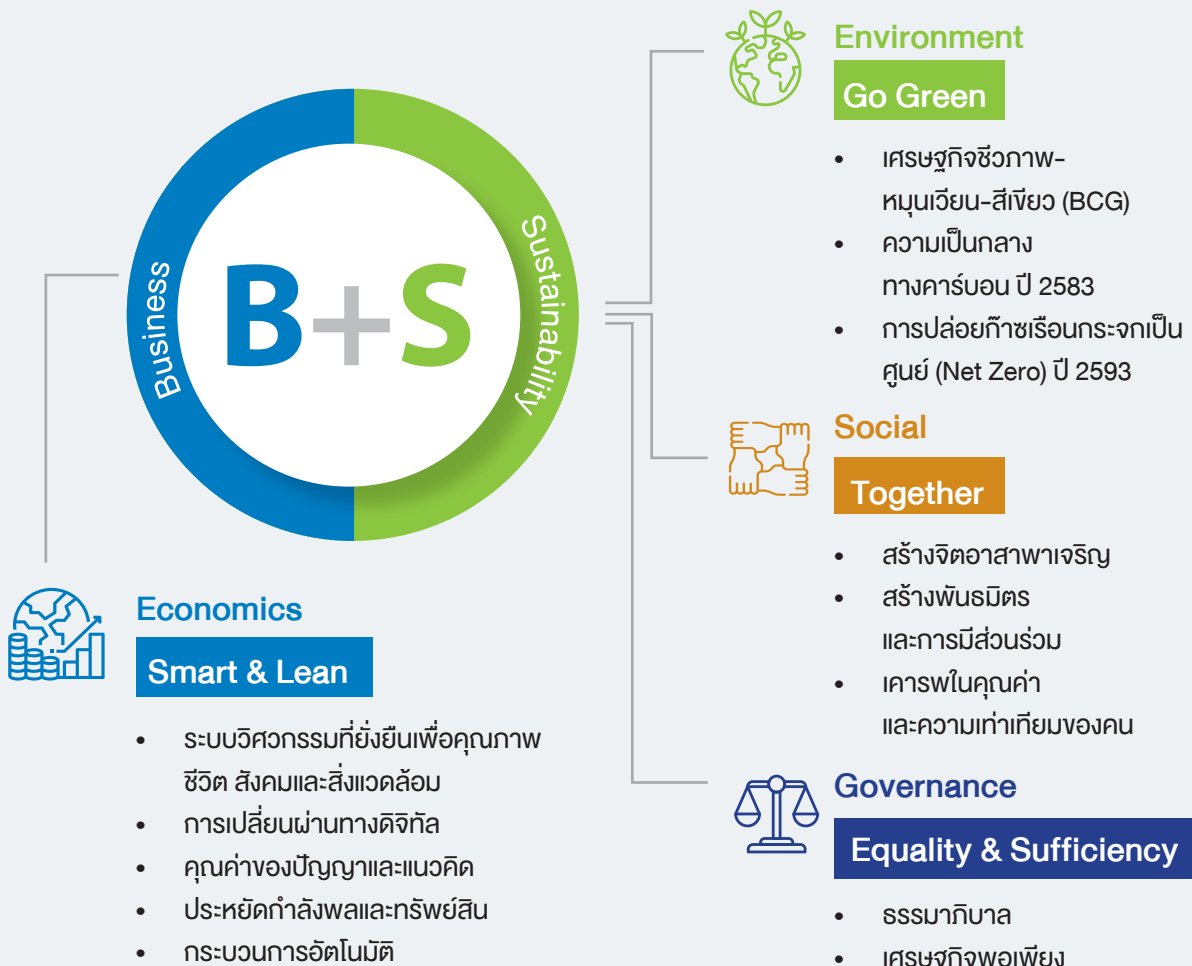 Business
B+S
Sustainability
Economics
Smart & Lean
• ระบบวิศวกรรมที่ยั่งยืนเพื่อคุณภาพ
ชีวิต สังคมและสิ่งแวดล้อม
• การเปลี่ยนผ่านทางดิจิทัล
• คุณค่าของปัญญาและแนวคิด
• ประหยัดกำลังพลและทรัพย์สิน
• กระบวนการอัตโนมัติ
Environment
Go Green
• เศรษฐกิจชีวภาพ-
หมุนเวียน-สีเขียว (BCG)
• ความเป็นกลาง
ทางคาร์บอน ปี 2583
• การปล่อยก๊าซเรือนกระจกเป็น
ศูนย์ (Net Zero) ปี 2593
Social
Together
• สร้างจิตอาสาพาเจริญ
• สร้างพันธมิตร
และการมีส่วนร่วม
• เคารพในคุณค่า
และความเท่าเทียมของคน
Governance
Equality & Sufficiency
• ธรรมาภิบาล
• เศรษฐกิจพอเพียง